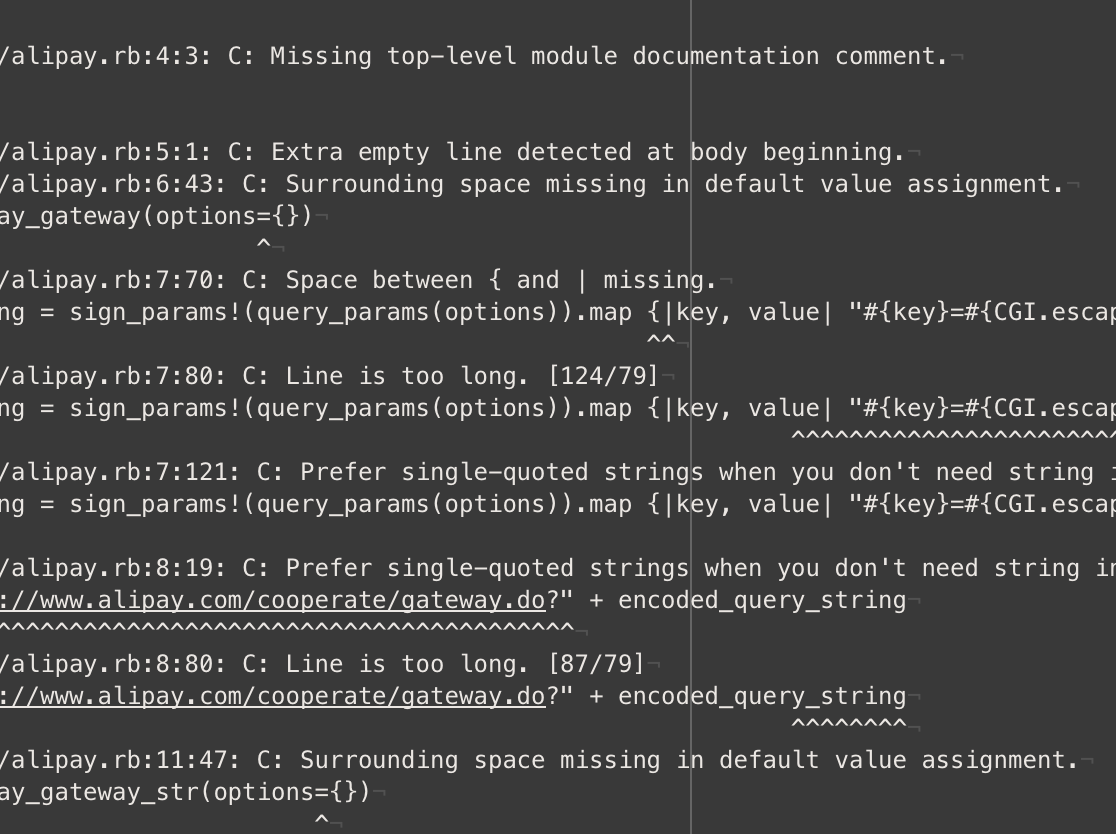 /alipay.rb:4:3: C: Missing top-level module documentation comment.¬
/alipay.rb:5:1: C: Extra empty line detected at body beginning.¬
/alipay.rb:6:43: C: Surrounding space missing in default value assignment.¬
ay_gateway(options={})¬
^¬
/alipay.rb:7:70: C: Space between { and | missing.¬
ng = sign_params!(query_params(options)).map {|key, value| "#{key}=#{CGI.escap
^^¬
/alipay.rb:7:80: C: Line is too long. [124/79]¬
ng = sign_params!(query_params(options)).map {|key, value| "#{key}=#{CGI.escap
^^^^^^^^^^^^^^^^^^^^^^^
/alipay.rb:7:121: C: Prefer single-quoted strings when you don't need string i
ng = sign_params!(query_params(options)).map {|key, value| "#{key}=#{CGI.escap
/alipay.rb:8:19: C: Prefer single-quoted strings when you don't need string in
://www.alipay.com/cooperate/gateway.do?" + encoded_query_string¬
^^^^^^^^^^^^^^^^^^^^^^^^^^^^^^^^^^^^^^^^¬
/alipay.rb:8:80: C: Line is too long. [87/79]¬
://www.alipay.com/cooperate/gateway.do?" + encoded_query_string¬
^^^^^^^^¬
/alipay.rb:11:47: C: Surrounding space missing in default value assignment.¬
ay_gateway_str(options={})¬
^¬